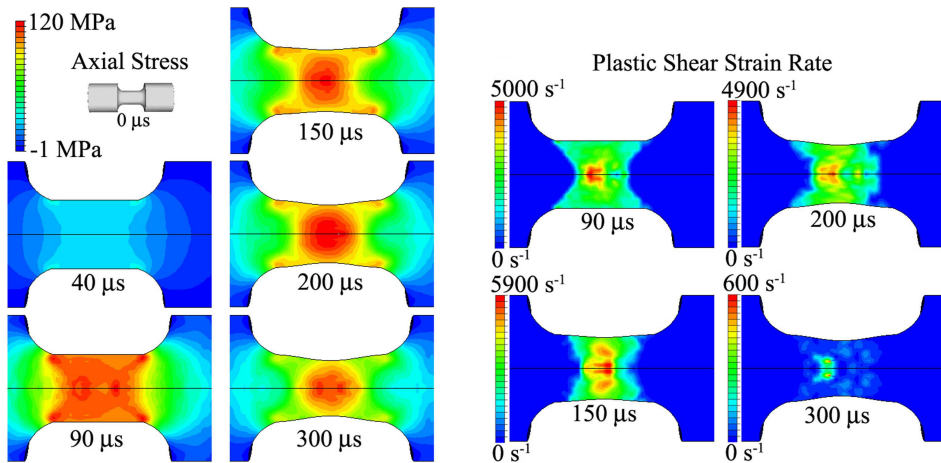 120 MPa
Axial Stress
0 μs
-1 MPa
150 μs
40 μs
200 μs
90 μs
300 μs
Plastic Shear Strain Rate
5000 s-1
4900 s-1
90 μs
200 μs
0 s-1
0 s-1
5900 s-1
600 s-1
150 μs
300 μs
0 s-1
0 s-1